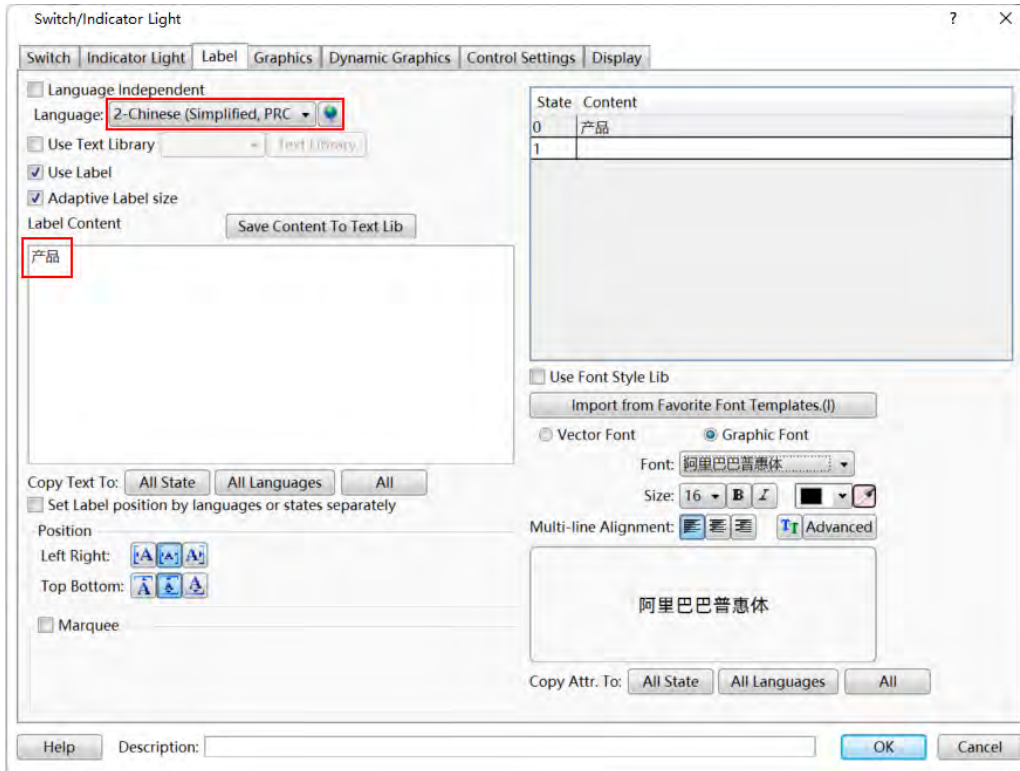 Switch/Indicator Light
? ×
Switch Indicator Light Label Graphics Dynamic Graphics Control Settings Display
Language Independent
Language: 2-Chinese (Simplified, PRC
Use Text Library Text Library
Use Label
Adaptive Label size
Label Content Save Content To Text Lib
产品
Copy Text To: All State All Languages All
Set Label position by languages or states separately
Position
Left Right: A A A
Top Bottom: A A A
Marquee
State Content
0 产品
1
Use Font Style Lib
Import from Favorite Font Templates.(I)
Vector Font Graphic Font
Font: 阿里巴巴普惠体
Size: 16 B I
Multi-line Alignment: TT Advanced
阿里巴巴普惠体
Copy Attr. To: All State All Languages All
Help Description: OK Cancel